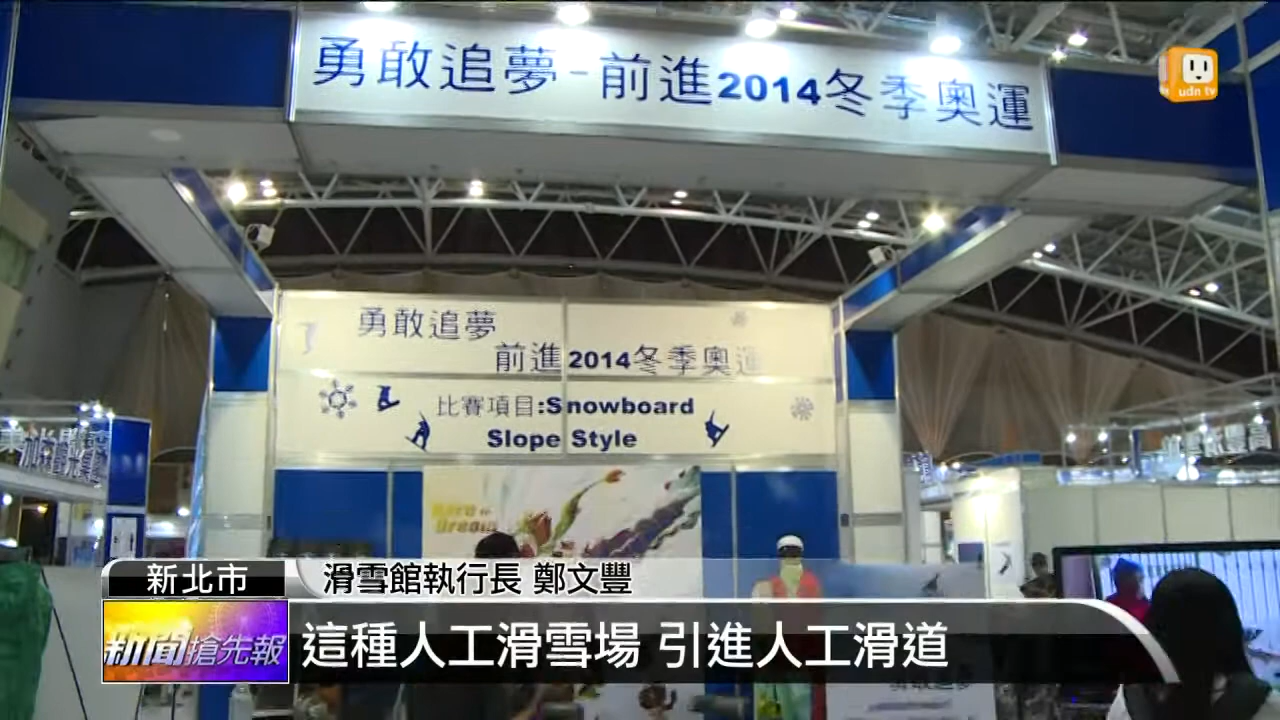 勇敢追夢-前進2014冬季奧運
udn tv
勇敢追夢
前進2014冬季奧運
比賽項目:Snowboard
Slope Style
新北市
滑雪館執行長 鄭文豐
新聞搶先報
這種人工滑雪場 引進人工滑道